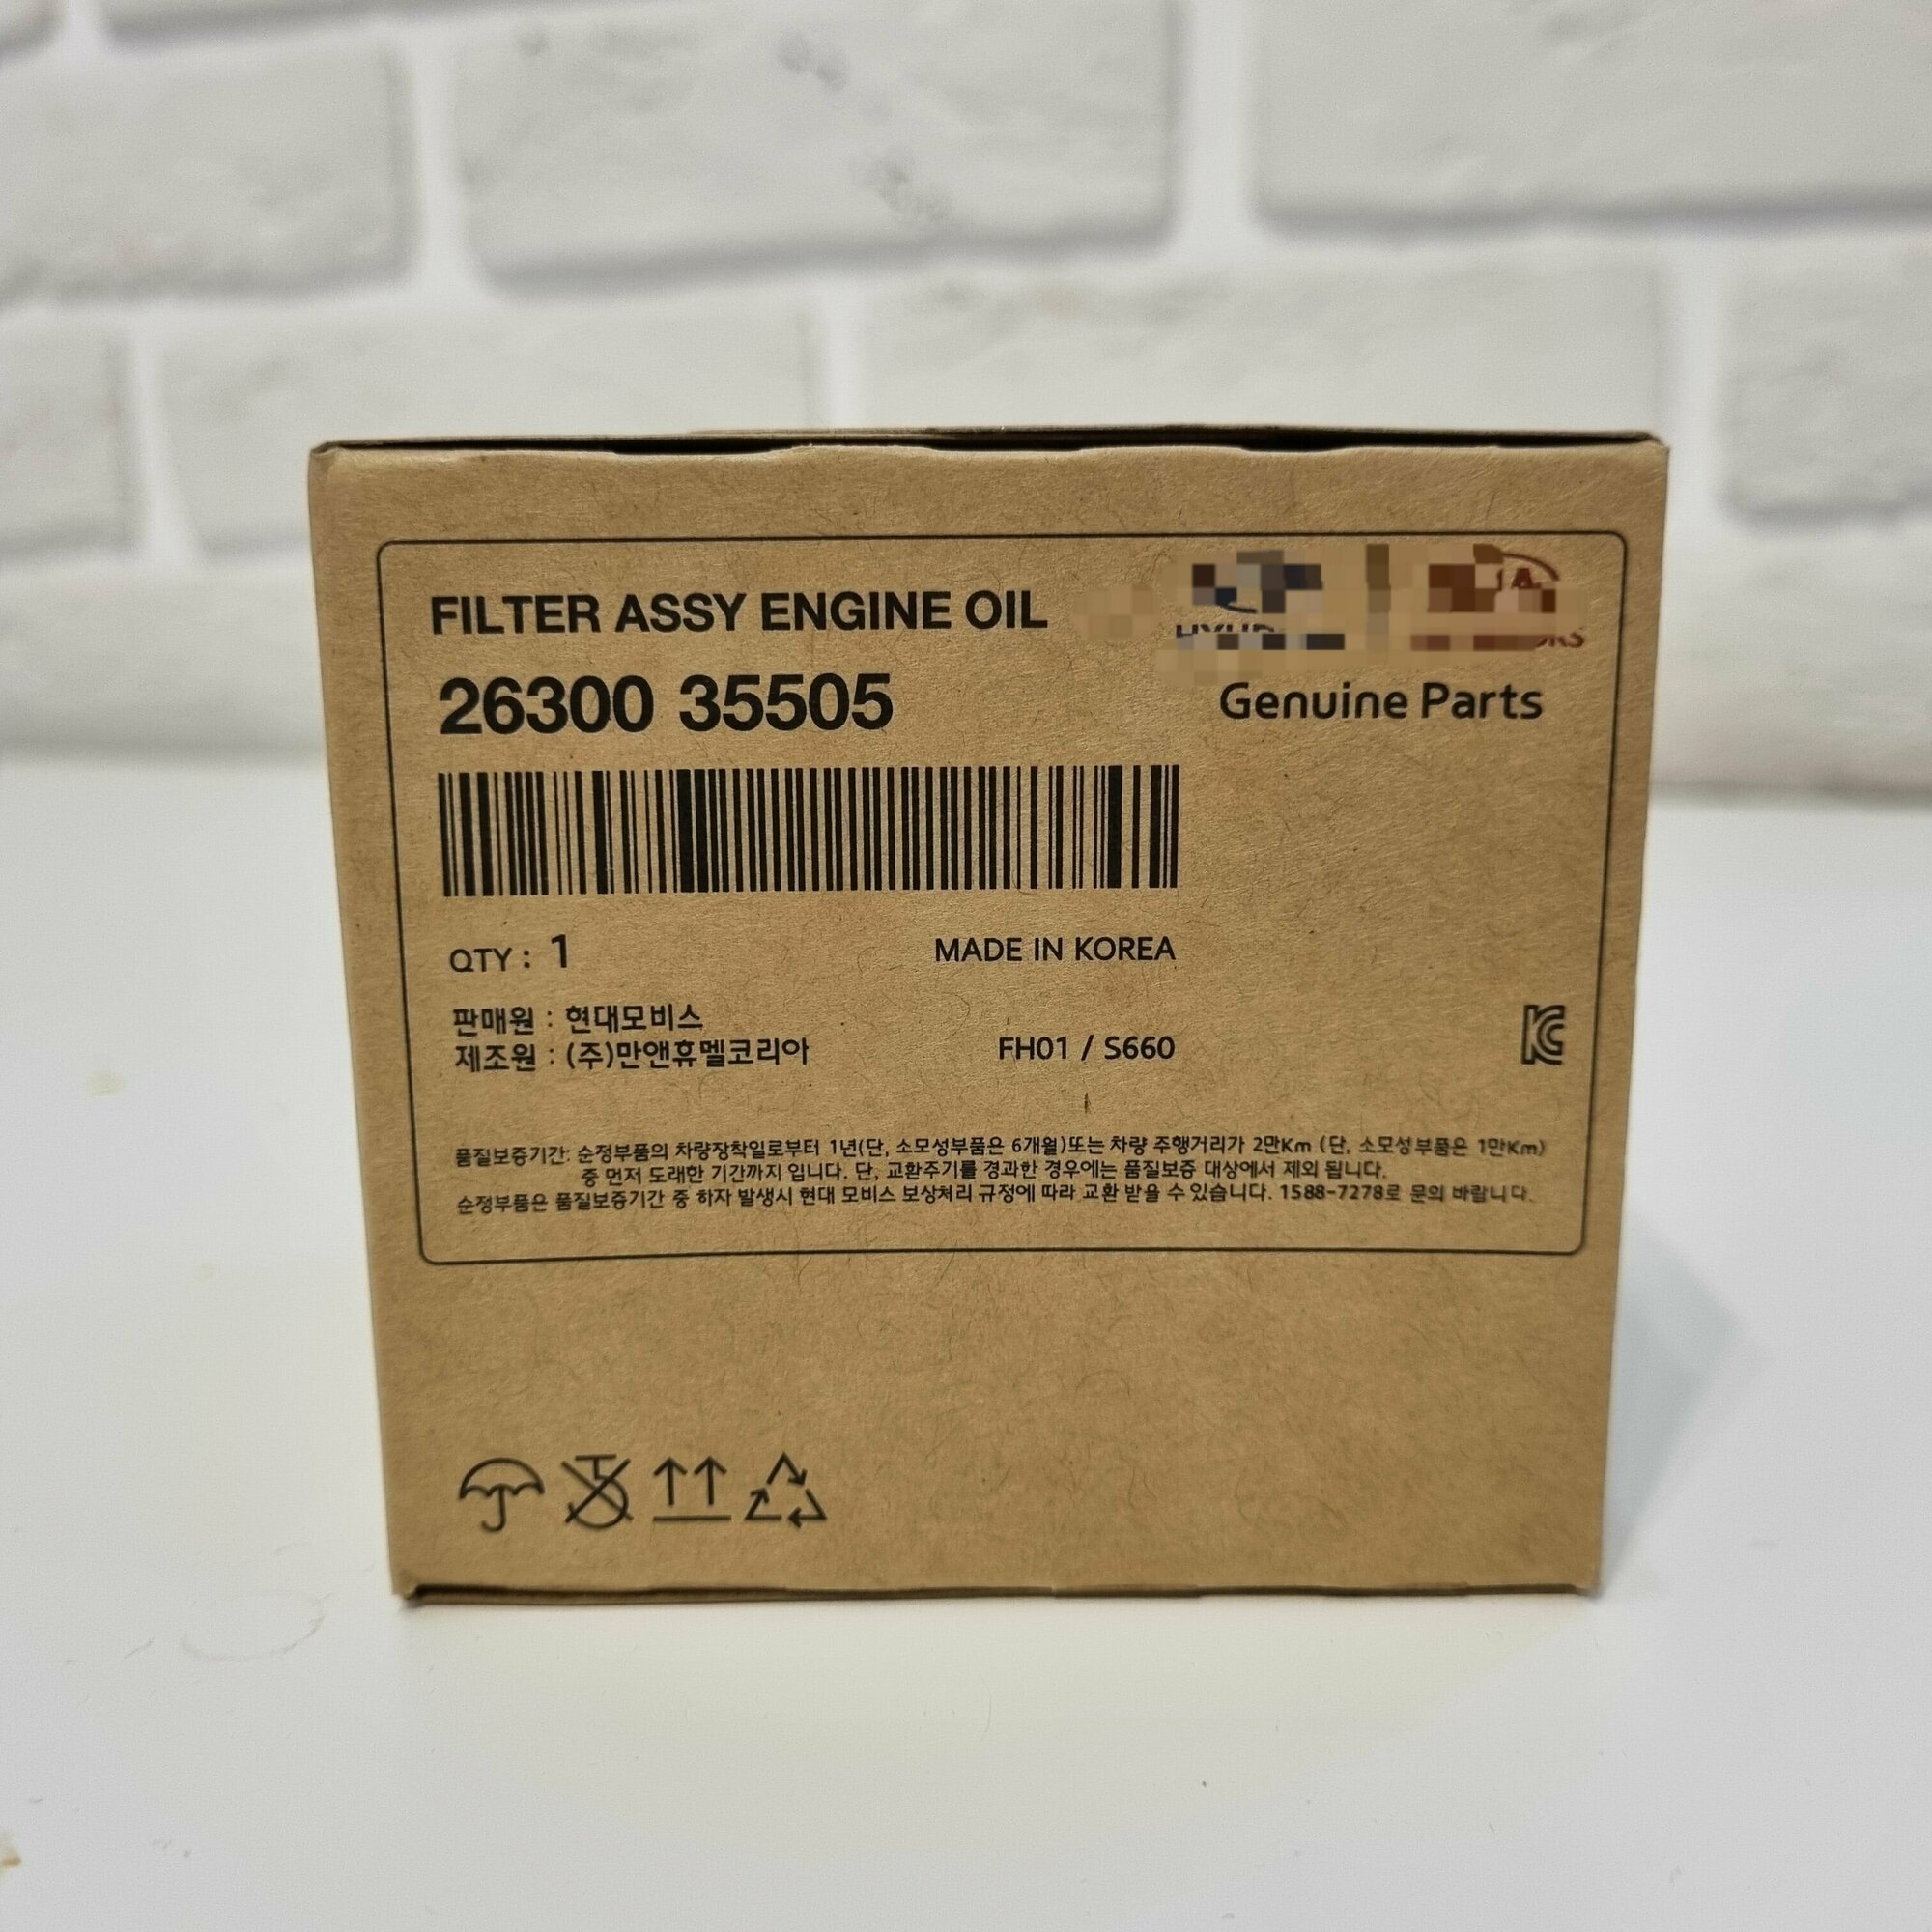 FILTER ASSY ENGINE OIL
26300 35505
Genuine Parts
QTY : 1
MADE IN KOREA
판매원 : 현대모비스
제조원 : (주)만앤휴멜코리아
FH01 / S660
품질보증기간: 순정부품의 차량장착일로부터 1년(단, 소모성부품은 6개월)또는 차량 주행거리가 2만Km (단, 소모성부품은 1만Km)
중 먼저 도래한 기간까지 입니다. 단, 교환주기를 경과한 경우에는 품질보증 대상에서 제외 됩니다.
순정부품은 품질보증기간 중 하자 발생시 현대 모비스 보상처리 규정에 따라 교환 받을 수 있습니다. 1588-7278로 문의 바랍니다.